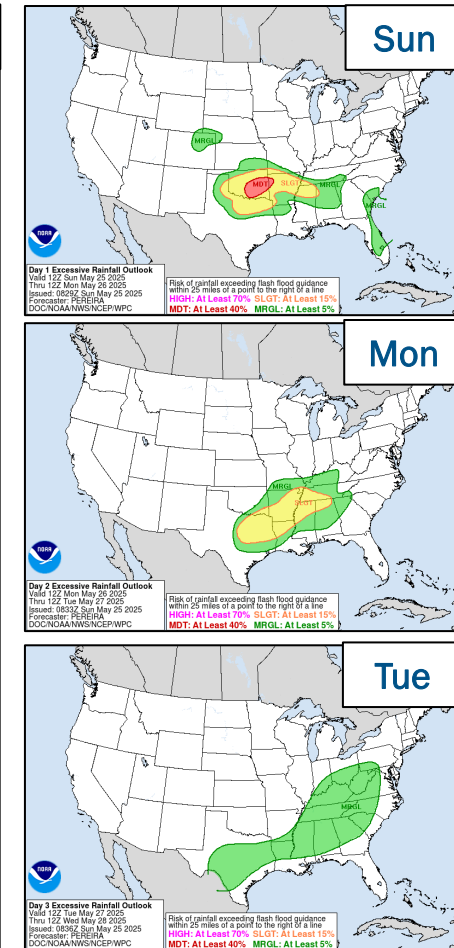 Sun
MRGL
MDT
SLGT
MRGL
MRGL
NOAA
Day 1 Excessive Rainfall Outlook
Valid 12Z Sun May 25 2025
Thru 12Z Mon May 26 2025
Issued: 0829Z Sun May 25 2025
Forecaster: PEREIRA
DOC/NOAA/NWS/NCEP/WPC
Risk of rainfall exceeding flash flood guidance
within 25 miles of a point to the right of a line
HIGH: At Least 70% SLGT: At Least 15%
MDT: At Least 40% MRGL: At Least 5%
Mon
MRGL
SLGT
NOAA
Day 2 Excessive Rainfall Outlook
Valid 12Z Mon May 26 2025
Thru 12Z Tue May 27 2025
Issued: 0833Z Sun May 25 2025
Forecaster: PEREIRA
DOC/NOAA/NWS/NCEP/WPC
Risk of rainfall exceeding flash flood guidance
within 25 miles of a point to the right of a line
HIGH: At Least 70% SLGT: At Least 15%
MDT: At Least 40% MRGL: At Least 5%
Tue
MRGL
NOAA
Day 3 Excessive Rainfall Outlook
Valid 12Z Tue May 27 2025
Thru 12Z Wed May 28 2025
Issued: 0836Z Sun May 25 2025
Forecaster: PEREIRA
DOC/NOAA/NWS/NCEP/WPC
Risk of rainfall exceeding flash flood guidance
within 25 miles of a point to the right of a line
HIGH: At Least 70% SLGT: At Least 15%
MDT: At Least 40% MRGL: At Least 5%